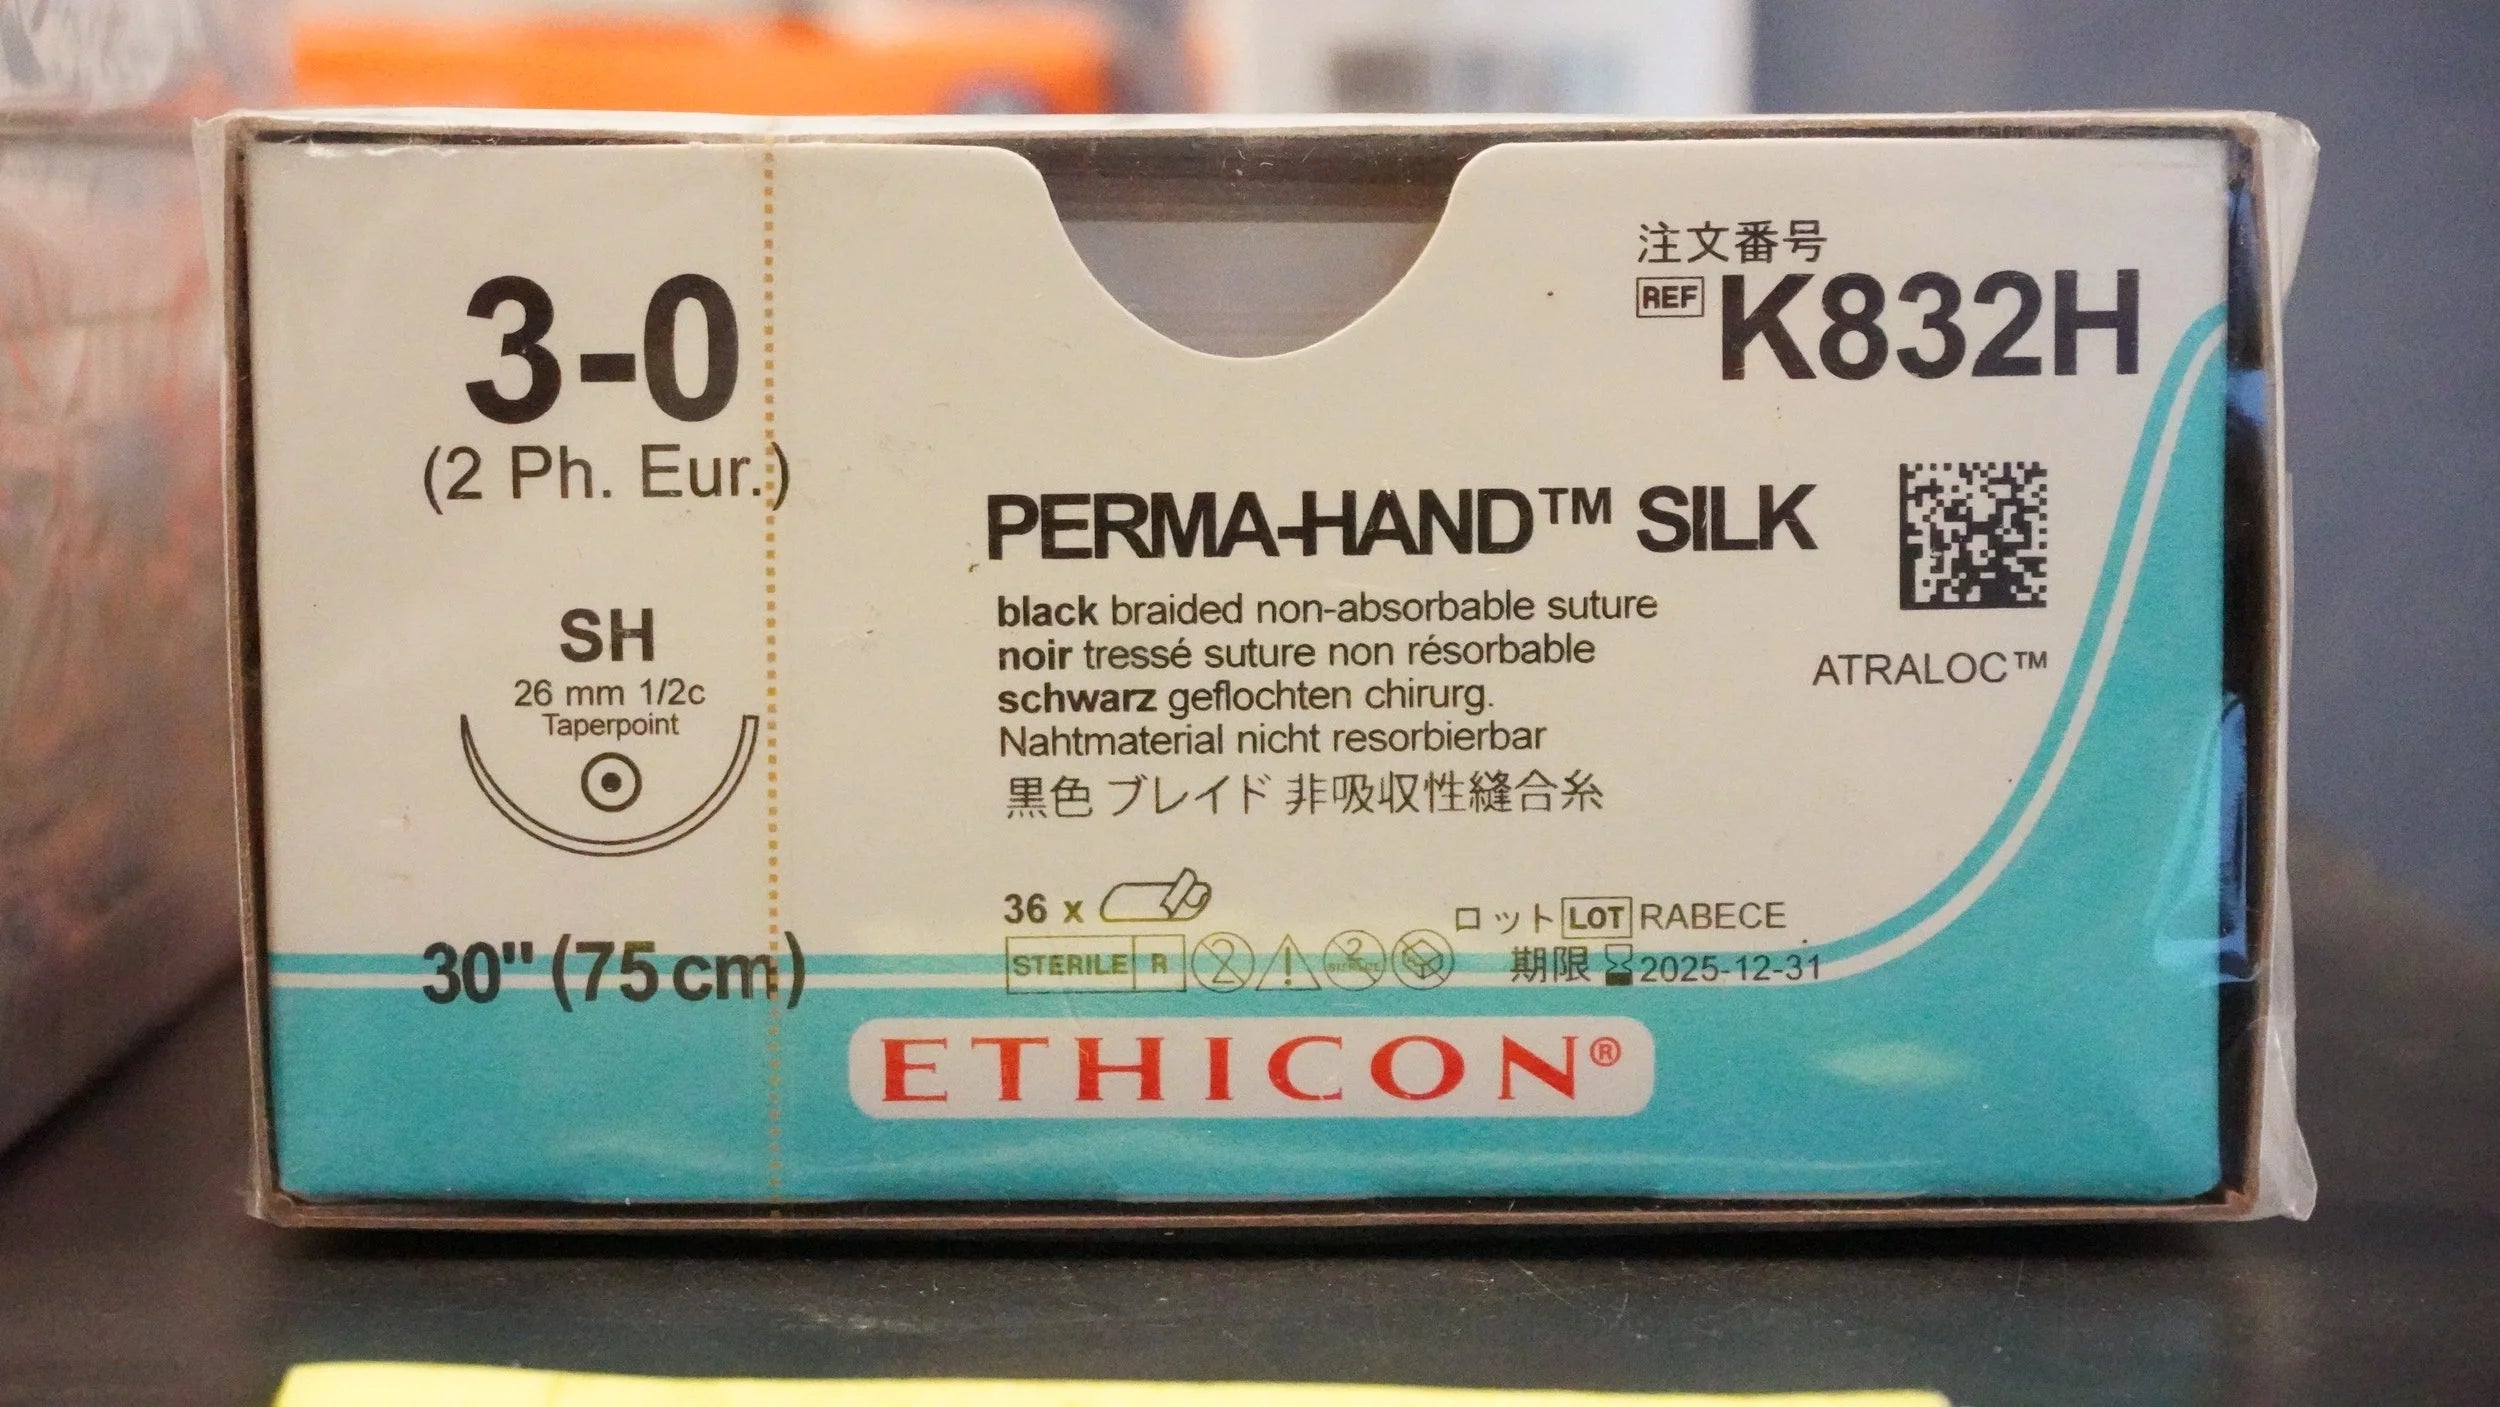 3-0
(2 Ph. Eur.)
SH
26 mm 1/2c
Taperpoint
30" (75 cm)
注文番号
REF K832H
PERMA-HAND™ SILK
black braided non-absorbable suture
noir tressé suture non résorbable
schwarz geflochten chirurg.
Nahtmaterial nicht resorbierbar
黒色 ブレイド 非吸収性縫合糸
ATRALOC™
36 x
STERILE R 2
ロット LOT RABECE
期限 2025-12-31
ETHICON®